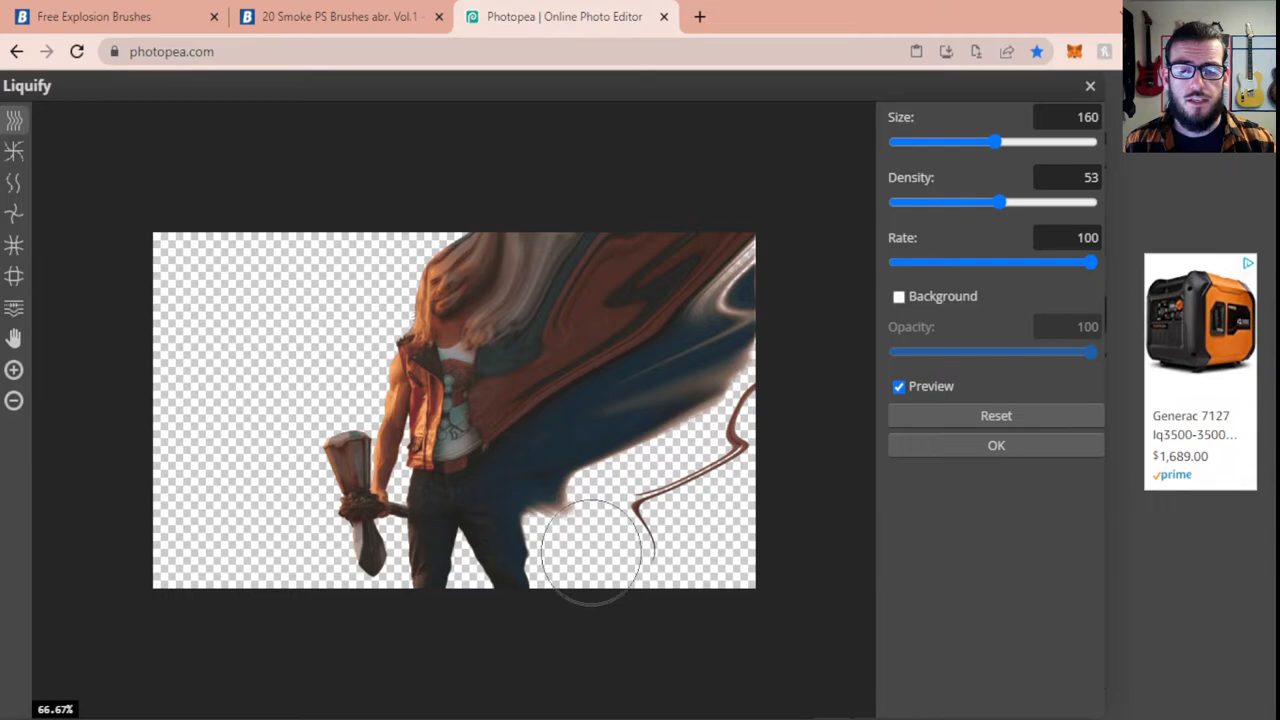 Free Explosion Brushes
20 Smoke PS Brushes abr. Vol.1
Photopea | Online Photo Editor
photopea.com
Liquify
Size:
160
Density:
53
Rate:
100
Background
Opacity:
100
Preview
Reset
OK
Generac 7127
Iq3500-3500...
$1,689.00
prime
66.67%